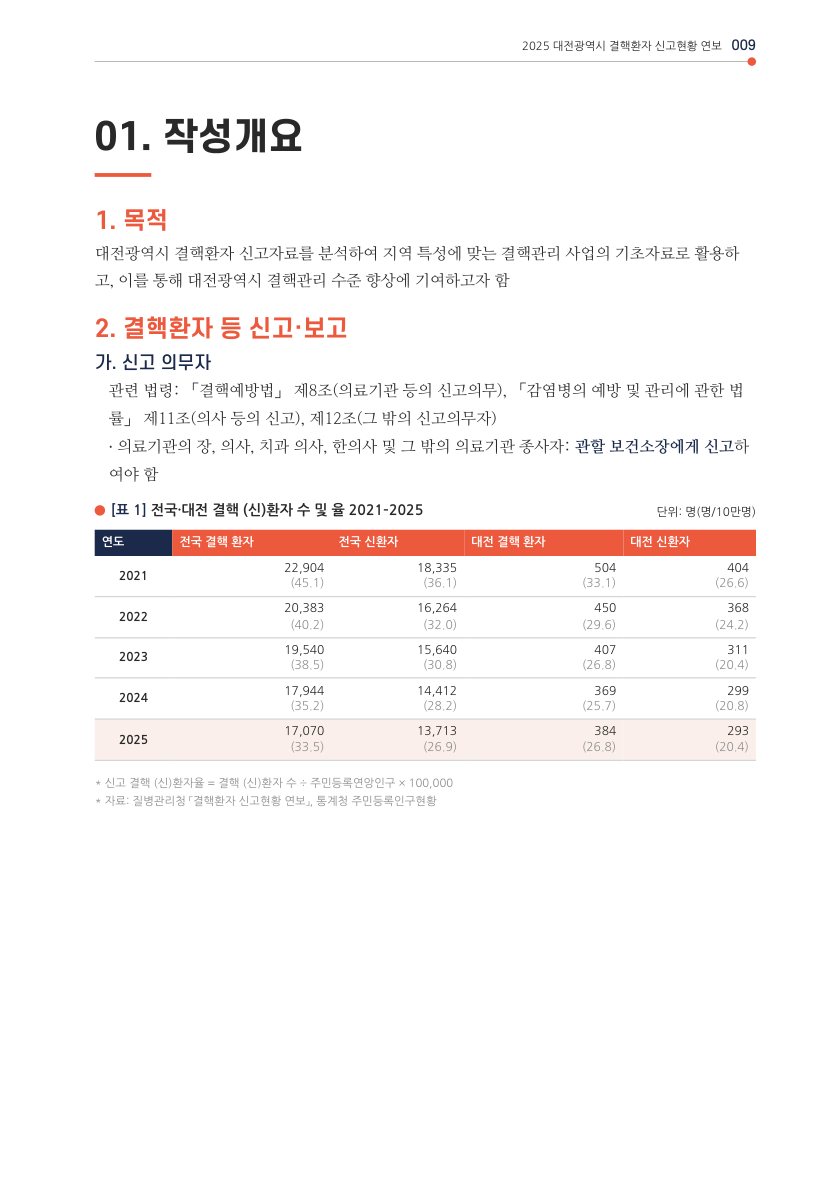 2025 대전광역시 결핵환자 신고현황 연보 009
01. 작성개요
1. 목적
대전광역시 결핵환자 신고자료를 분석하여 지역 특성에 맞는 결핵관리 사업의 기초자료로 활용하
고, 이를 통해 대전광역시 결핵관리 수준 향상에 기여하고자 함
2. 결핵환자 등 신고·보고
가. 신고 의무자
관련 법령: 「결핵예방법」 제8조(의료기관 등의 신고의무), 「감염병의 예방 및 관리에 관한 법
률」 제11조(의사 등의 신고), 제12조(그 밖의 신고의무자)
· 의료기관의 장, 의사, 치과 의사, 한의사 및 그 밖의 의료기관 종사자: 관할 보건소장에게 신고하
여야 함
[표 1] 전국·대전 결핵 (신)환자 수 및 율 2021-2025 단위: 명(명/10만명)
연도 전국 결핵 환자 전국 신환자 대전 결핵 환자 대전 신환자
2021 22,904 18,335 504 404
(45.1) (36.1) (33.1) (26.6)
2022 20,383 16,264 450 368
(40.2) (32.0) (29.6) (24.2)
2023 19,540 15,640 407 311
(38.5) (30.8) (26.8) (20.4)
2024 17,944 14,412 369 299
(35.2) (28.2) (25.7) (20.8)
2025 17,070 13,713 384 293
(33.5) (26.9) (26.8) (20.4)
* 신고 결핵 (신)환자율 = 결핵 (신)환자 수 ÷ 주민등록연앙인구 × 100,000
* 자료: 질병관리청 「결핵환자 신고현황 연보」, 통계청 주민등록인구현황